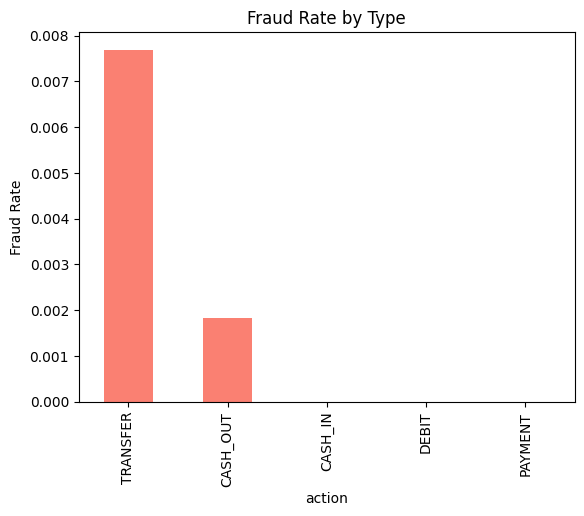 Fraud Rate by Type
Fraud Rate
0.008
0.007
0.006
0.005
0.004
0.003
0.002
0.001
0.000
TRANSFER
CASH_OUT
CASH_IN
DEBIT
PAYMENT
action